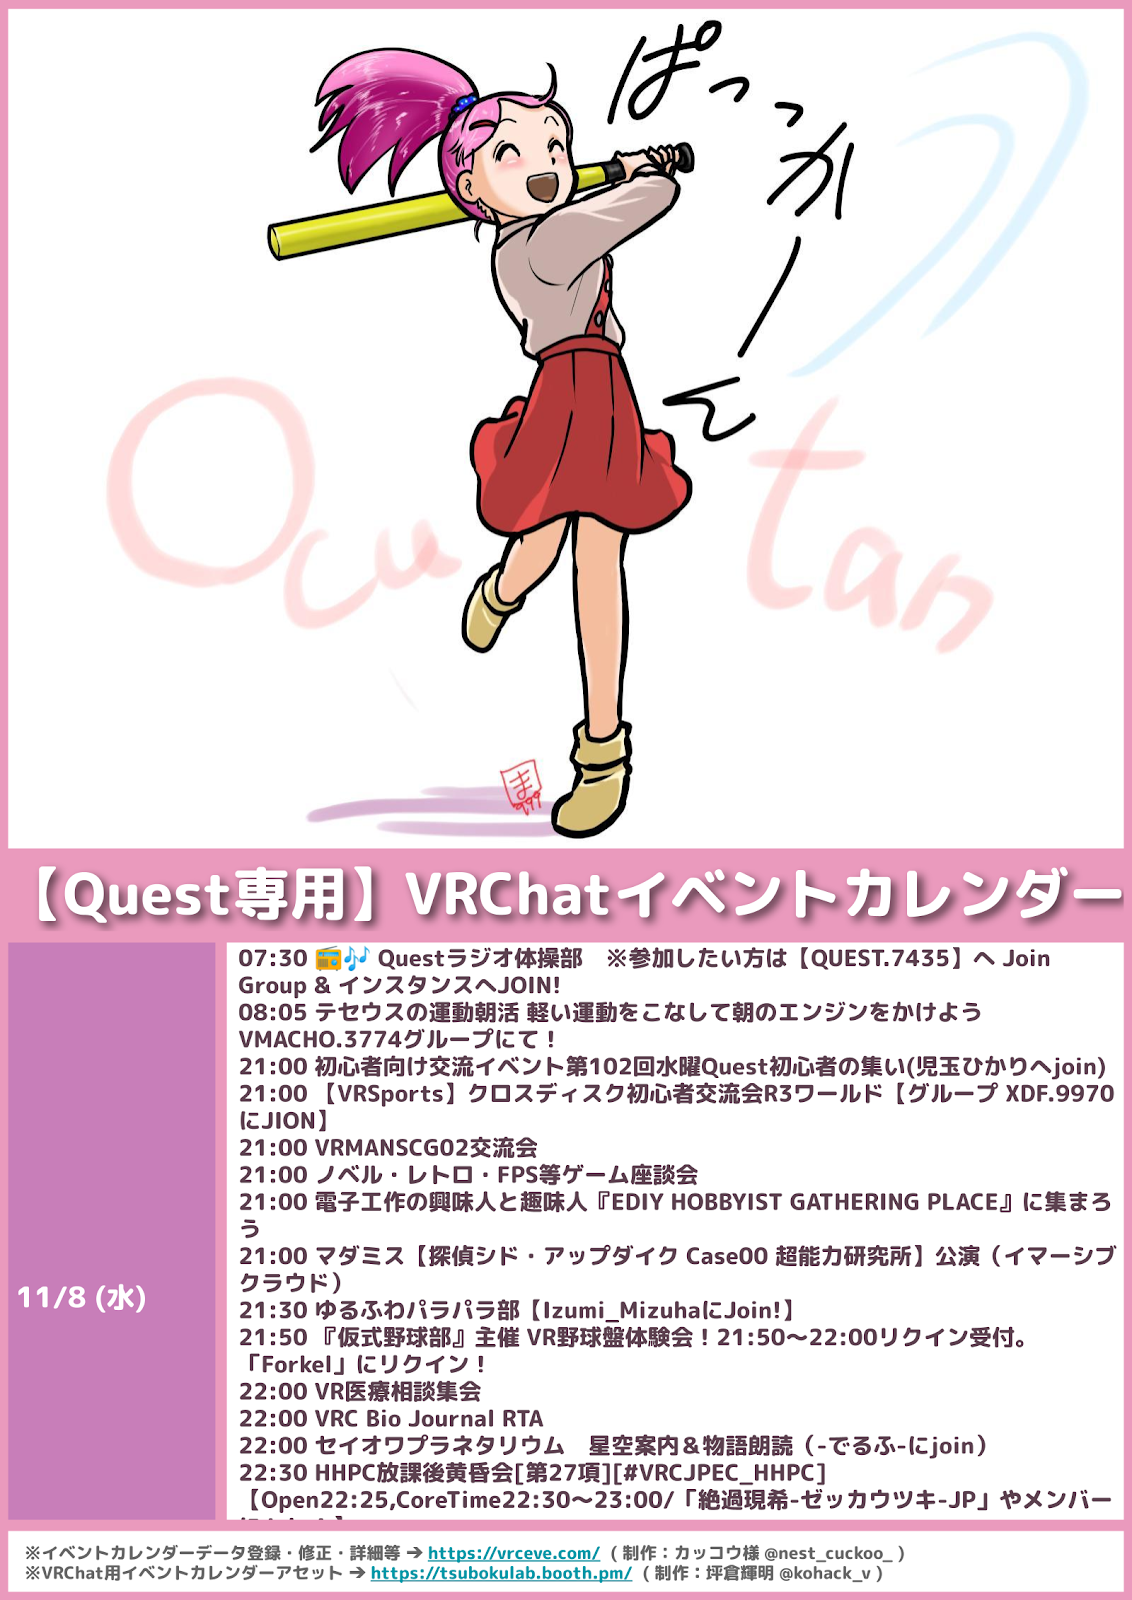 ぱっっかーん
Ocu tan
ま
999
【Quest専用】VRChatイベントカレンダー
11/8 (水)
07:30 📻🎶 Questラジオ体操部　※参加したい方は【QUEST.7435】へ Join
Group & インスタンスへJOIN!
08:05 テセウスの運動朝活 軽い運動をこなして朝のエンジンをかけよう
VMACHO.3774グループにて！
21:00 初心者向け交流イベント第102回水曜Quest初心者の集い(児玉ひかりへjoin)
21:00 【VRSports】クロスディスク初心者交流会R3ワールド【グループ XDF.9970
にJION】
21:00 VRMANSCG02交流会
21:00 ノベル・レトロ・FPS等ゲーム座談会
21:00 電子工作の興味人と趣味人『EDIY HOBBYIST GATHERING PLACE』に集まろ
う
21:00 マダミス【探偵シド・アップダイク Case00 超能力研究所】公演（イマーシブ
クラウド）
21:30 ゆるふわパラパラ部【Izumi_MizuhaにJoin!】
21:50 『仮式野球部』主催 VR野球盤体験会！21:50～22:00リクイン受付。
「Forkel」にリクイン！
22:00 VR医療相談集会
22:00 VRC Bio Journal RTA
22:00 セイオワプラネタリウム　星空案内＆物語朗読（-でるふ-にjoin）
22:30 HHPC放課後黄昏会[第27項][#VRCJPEC_HHPC]
【Open22:25,CoreTime22:30～23:00/「絶過現希-ゼッカウツキ-JP」やメンバー
※イベントカレンダーデータ登録・修正・詳細等 ➔ https://vrceve.com/ （ 制作：カッコウ様 @nest_cuckoo_ ）
※VRChat用イベントカレンダーアセット ➔ https://tsubokulab.booth.pm/ （ 制作：坪倉輝明 @kohack_v ）